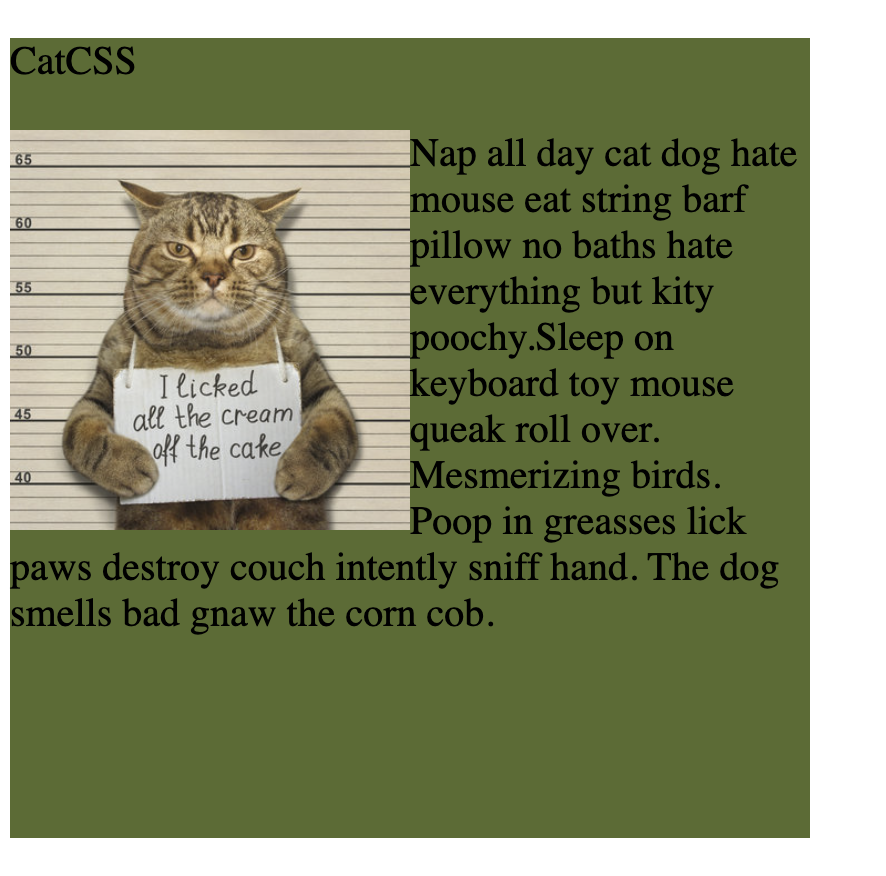 CatCSS
65
60
55
50
45
40
I licked
all the cream
off the cake
Nap all day cat dog hate
mouse eat string barf
pillow no baths hate
everything but kity
poochy.Sleep on
keyboard toy mouse
queak roll over.
Mesmerizing birds.
Poop in greasses lick
paws destroy couch intently sniff hand. The dog
smells bad gnaw the corn cob.